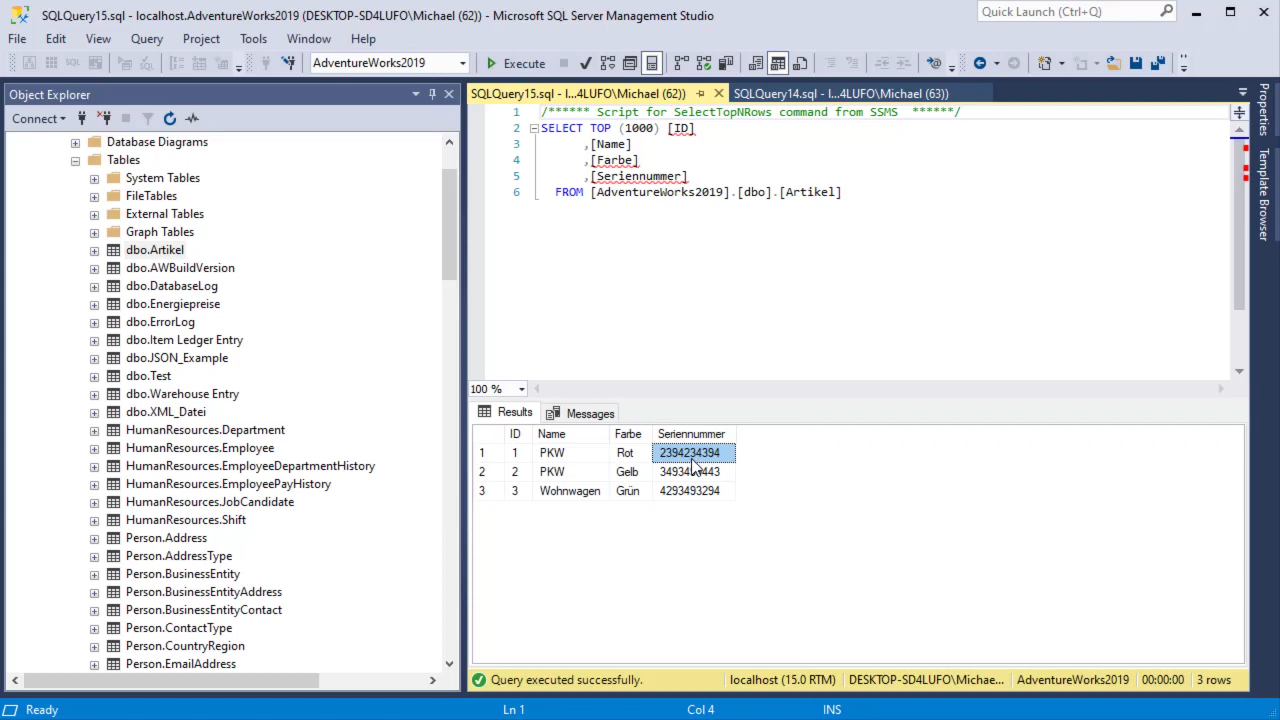 SQLQuery15.sql - localhost.AdventureWorks2019 (DESKTOP-SD4LUFO\Michael (62)) - Microsoft SQL Server Management Studio
Quick Launch (Ctrl+Q)
File Edit View Query Project Tools Window Help
AdventureWorks2019 Execute
Object Explorer
Connect
Database Diagrams
Tables
System Tables
FileTables
External Tables
Graph Tables
dbo.Artikel
dbo.AWBuildVersion
dbo.DatabaseLog
dbo.Energiepreise
dbo.ErrorLog
dbo.Item Ledger Entry
dbo.JSON_Example
dbo.Test
dbo.Warehouse Entry
dbo.XML_Datei
HumanResources.Department
HumanResources.Employee
HumanResources.EmployeeDepartmentHistory
HumanResources.EmployeePayHistory
HumanResources.JobCandidate
HumanResources.Shift
Person.Address
Person.AddressType
Person.BusinessEntity
Person.BusinessEntityAddress
Person.BusinessEntityContact
Person.ContactType
Person.CountryRegion
Person.EmailAddress
SQLQuery15.sql - l...4LUFO\Michael (62)) SQLQuery14.sql - l...4LUFO\Michael (63))
1 /****** Script for SelectTopNRows command from SSMS ******/
2 SELECT TOP (1000) [ID]
3 ,[Name]
4 ,[Farbe]
5 ,[Seriennummer]
6 FROM [AdventureWorks2019].[dbo].[Artikel]
100 %
Results Messages
ID Name Farbe Seriennummer
1 1 PKW Rot 2394234394
2 2 PKW Gelb
3 3 Wohnwagen Grün 4293493294
Query executed successfully. localhost (15.0 RTM) DESKTOP-SD4LUFO\Michae... AdventureWorks2019 00:00:00 3 rows
Properties
Template Browser
Ready Ln 1 Col 4 INS